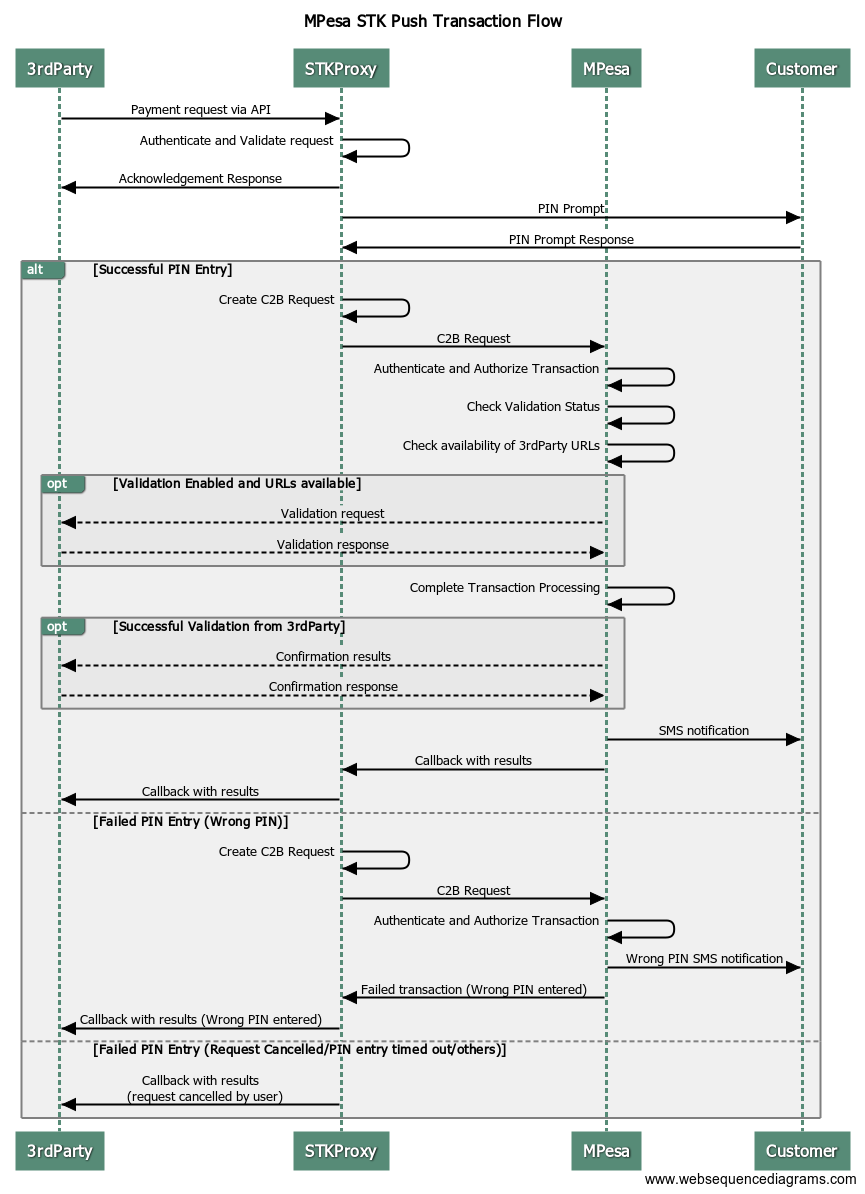 MPesa STK Push Transaction Flow
3rdParty STKProxy MPesa Customer
Payment request via API
Authenticate and Validate request
Acknowledgement Response
PIN Prompt
PIN Prompt Response
alt [Successful PIN Entry]
Create C2B Request
C2B Request
Authenticate and Authorize Transaction
Check Validation Status
Check availability of 3rdParty URLs
opt [Validation Enabled and URLs available]
Validation request
Validation response
Complete Transaction Processing
opt [Successful Validation from 3rdParty]
Confirmation results
Confirmation response
SMS notification
Callback with results
Callback with results
[Failed PIN Entry (Wrong PIN)]
Create C2B Request
C2B Request
Authenticate and Authorize Transaction
Wrong PIN SMS notification
Failed transaction (Wrong PIN entered)
Callback with results (Wrong PIN entered)
[Failed PIN Entry (Request Cancelled/PIN entry timed out/others)]
Callback with results
(request cancelled by user)
3rdParty STKProxy MPesa Customer
www.websequencediagrams.com